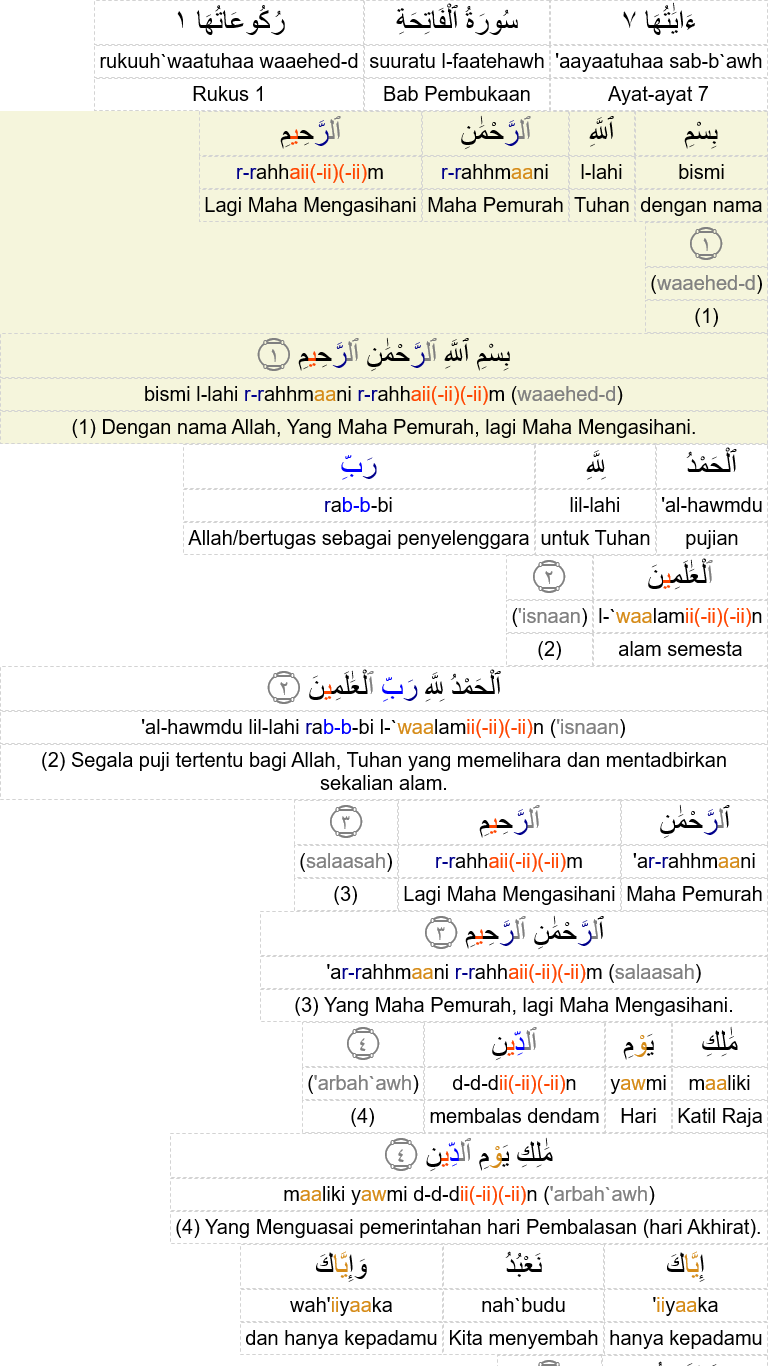 ءَايَٰتُهَا ٧ سُورَةُ ٱلْفَاتِحَةِ رُكُوعَاتُهَا ١
'aayaatuhaa sab-b`awh suuratu l-faatehawh rukuuh`waatuhaa waaehed-d
Ayat-ayat 7 Bab Pembukaan Rukus 1
بِسْمِ ٱللَّهِ ٱلرَّحْمَٰنِ ٱلرَّحِيمِ
bismi l-lahi r-rahhmaani r-rahhaii(-ii)(-ii)m
dengan nama Tuhan Maha Pemurah Lagi Maha Mengasihani
١
(waaehed-d)
(1)
بِسْمِ ٱللَّهِ ٱلرَّحْمَٰنِ ٱلرَّحِيمِ ١
bismi l-lahi r-rahhmaani r-rahhaii(-ii)(-ii)m (waaehed-d)
(1) Dengan nama Allah, Yang Maha Pemurah, lagi Maha Mengasihani.
ٱلْحَمْدُ لِلَّهِ رَبِّ
'al-hawmdu lil-lahi rab-b-bi
pujian untuk Tuhan Allah/bertugas sebagai penyelenggara
ٱلْعَٰلَمِينَ ٢
l-`waalamii(-ii)(-ii)n ('isnaan)
alam semesta (2)
ٱلْحَمْدُ لِلَّهِ رَبِّ ٱلْعَٰلَمِينَ ٢
'al-hawmdu lil-lahi rab-b-bi l-`waalamii(-ii)(-ii)n ('isnaan)
(2) Segala puji tertentu bagi Allah, Tuhan yang memelihara dan mentadbirkan
sekalian alam.
ٱلرَّحْمَٰنِ ٱلرَّحِيمِ ٣
'ar-rahhmaani r-rahhaii(-ii)(-ii)m (salaasah)
Maha Pemurah Lagi Maha Mengasihani (3)
ٱلرَّحْمَٰنِ ٱلرَّحِيمِ ٣
'ar-rahhmaani r-rahhaii(-ii)(-ii)m (salaasah)
(3) Yang Maha Pemurah, lagi Maha Mengasihani.
مَٰلِكِ يَوْمِ ٱلدِّينِ ٤
maaliki yawmi d-d-dii(-ii)(-ii)n ('arbah`awh)
Katil Raja Hari membalas dendam (4)
مَٰلِكِ يَوْمِ ٱلدِّينِ ٤
maaliki yawmi d-d-dii(-ii)(-ii)n ('arbah`awh)
(4) Yang Menguasai pemerintahan hari Pembalasan (hari Akhirat).
إِيَّاكَ نَعْبُدُ وَإِيَّاكَ
'iiyaaka nah`budu wah'iiyaaka
hanya kepadamu Kita menyembah dan hanya kepadamu